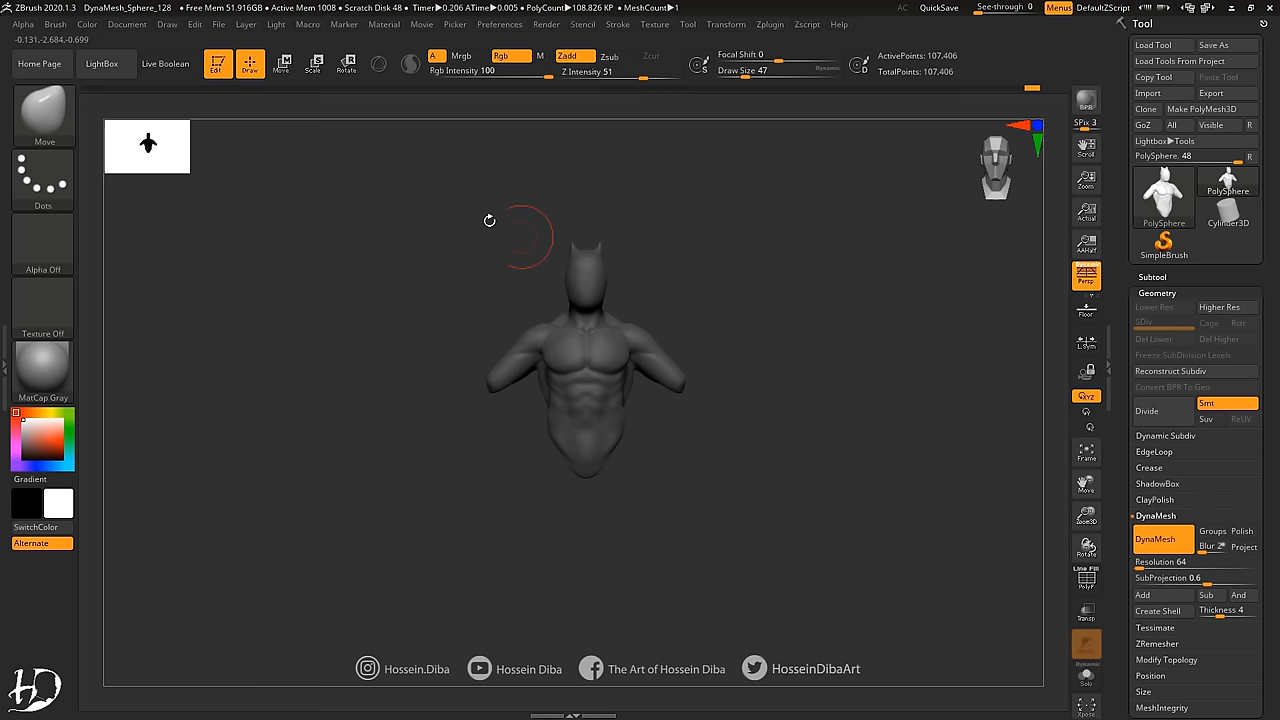 ZBrush 2020.1.3 DynaMesh_Sphere_128 • Free Mem 51.916GB • Active Mem 1008 • Scratch Disk 48 • Timer▶0.206 ATime▶0.005 • PolyCount▶108.826 KP • MeshCount▶1 AC QuickSave See-through 0 Menus DefaultZScript
Alpha Brush Color Document Draw Edit File Layer Light Macro Marker Material Movie Picker Preferences Render Stencil Stroke Texture Tool Transform Zplugin Zscript Help
-0.131,-2.684,-0.699
Home Page LightBox Live Boolean Edit Draw Move Scale Rotate
A Mrgb Rgb M Zadd Zsub Zcut
Rgb Intensity 100 Z Intensity 51
Focal Shift 0
Draw Size 47 Dynamic
S D
ActivePoints: 107,406
TotalPoints: 107,406
Move
Dots
Alpha Off
Texture Off
MatCap Gray
Gradient
SwitchColor
Alternate
BPR
SPix 3
Scroll
Zoom
Actual
AAHalf
Dynamic
Persp
Floor
L.Sym
XYZ
Frame
Move
Zoom3D
Rotate
Line Fill
PolyF
Transp
Dynamic
Solo
Xpose
Tool
Load Tool Save As
Load Tools From Project
Copy Tool Paste Tool
Import Export
Clone Make PolyMesh3D
GoZ All Visible R
Lightbox▶Tools
PolySphere. 48 R
PolySphere
PolySphere
Cylinder3D
SimpleBrush
Subtool
Geometry
Lower Res Higher Res
SDiv Cage Rstr
Del Lower Del Higher
Freeze SubDivision Levels
Reconstruct Subdiv
Convert BPR To Geo
Divide Smt
Suv ReUV
Dynamic Subdiv
EdgeLoop
Crease
ShadowBox
ClayPolish
DynaMesh
DynaMesh Groups Polish
Blur 2 Project
Resolution 64
SubProjection 0.6
Add Sub And
Create Shell Thickness 4
Tessimate
ZRemesher
Modify Topology
Position
Size
MeshIntegrity
Hossein.Diba Hossein Diba The Art of Hossein Diba HosseinDibaArt
HD